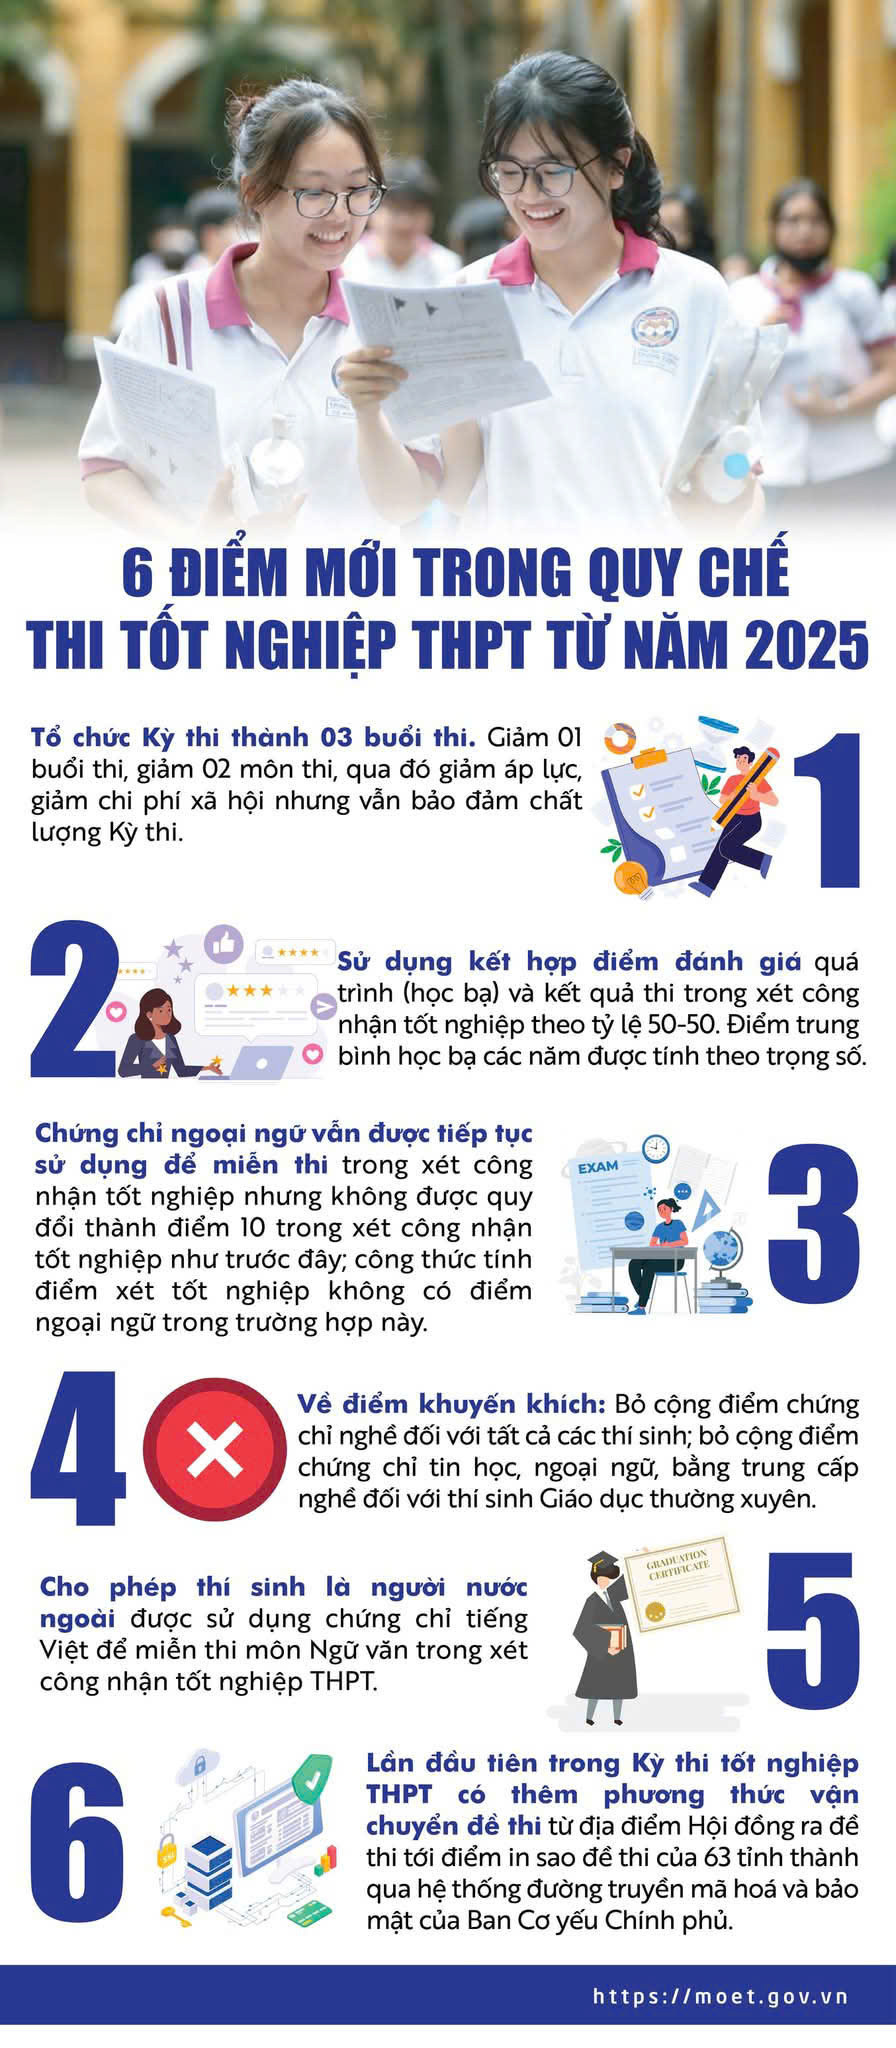 6 ĐIỂM MỚI TRONG QUY CHẾ
THI TỐT NGHIỆP THPT TỪ NĂM 2025
Tổ chức Kỳ thi thành 03 buổi thi. Giảm 01
buổi thi, giảm 02 môn thi, qua đó giảm áp lực,
giảm chi phí xã hội nhưng vẫn bảo đảm chất
lượng Kỳ thi.
1
2
Sử dụng kết hợp điểm đánh giá quá
trình (học bạ) và kết quả thi trong xét công
nhận tốt nghiệp theo tỷ lệ 50-50. Điểm trung
bình học bạ các năm được tính theo trọng số.
Chứng chỉ ngoại ngữ vẫn được tiếp tục
sử dụng để miễn thi trong xét công
nhận tốt nghiệp nhưng không được quy
đổi thành điểm 10 trong xét công nhận
tốt nghiệp như trước đây; công thức tính
điểm xét tốt nghiệp không có điểm
ngoại ngữ trong trường hợp này.
EXAM
3
4
Về điểm khuyến khích: Bỏ cộng điểm chứng
chỉ nghề đối với tất cả các thí sinh; bỏ cộng điểm
chứng chỉ tin học, ngoại ngữ, bằng trung cấp
nghề đối với thí sinh Giáo dục thường xuyên.
Cho phép thí sinh là người nước
ngoài được sử dụng chứng chỉ tiếng
Việt để miễn thi môn Ngữ văn trong xét
công nhận tốt nghiệp THPT.
GRADUATION
CERTIFICATE
5
6
SSL
Lần đầu tiên trong Kỳ thi tốt nghiệp
THPT có thêm phương thức vận
chuyển đề thi từ địa điểm Hội đồng ra đề
thi tới điểm in sao đề thi của 63 tỉnh thành
qua hệ thống đường truyền mã hoá và bảo
mật của Ban Cơ yếu Chính phủ.
https://moet.gov.vn